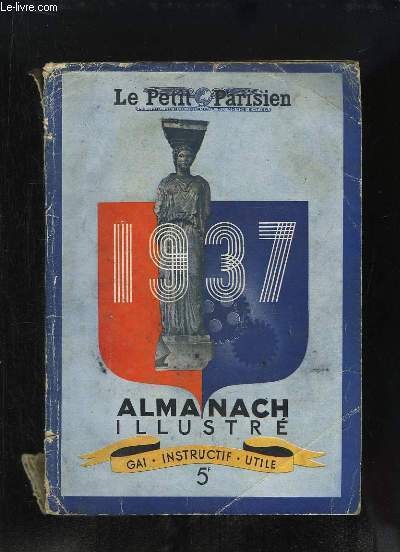 © Le-livre.com
Le Petit Parisien
1937
ALMANACH
ILLUSTRÉ
GAI • INSTRUCTIF • UTILE
5f